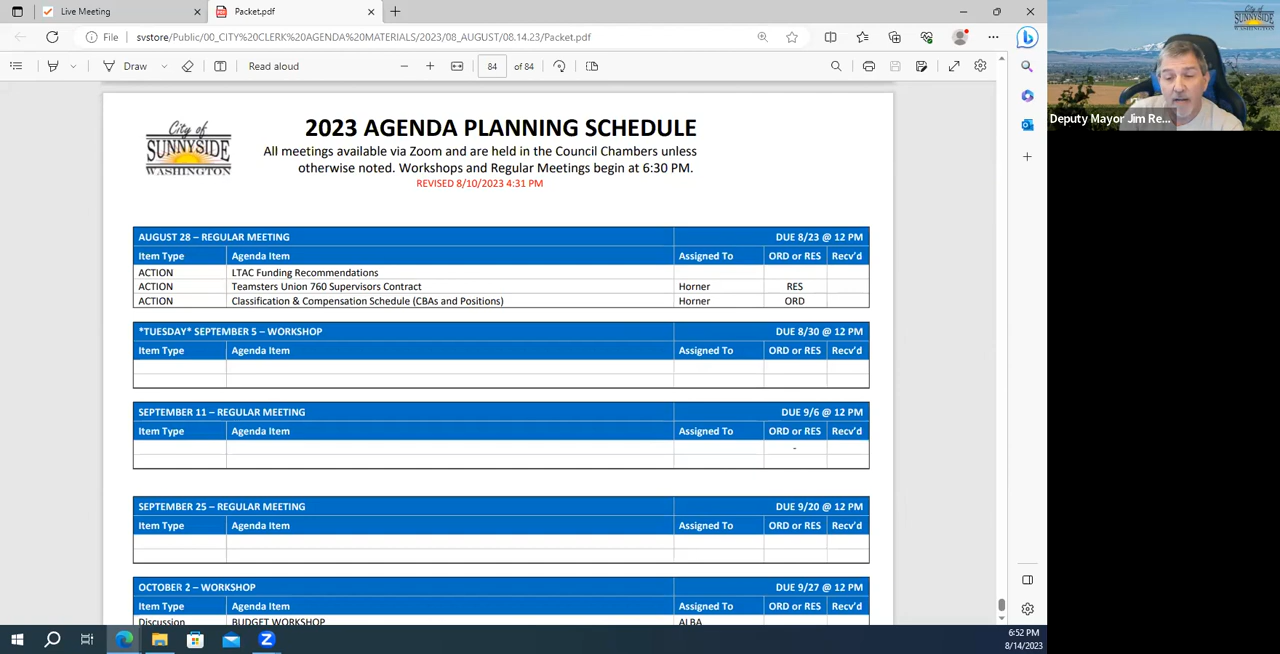 Live Meeting
Packet.pdf
File
svstore/Public/00_CITY%20CLERK%20AGENDA%20MATERIALS/2023/08_AUGUST/08.14.23/Packet.pdf
Draw
Read aloud
84 of 84
City of
SUNNYSIDE
WASHINGTON
2023 AGENDA PLANNING SCHEDULE
All meetings available via Zoom and are held in the Council Chambers unless
otherwise noted. Workshops and Regular Meetings begin at 6:30 PM.
REVISED 8/10/2023 4:31 PM
AUGUST 28 – REGULAR MEETING DUE 8/23 @ 12 PM
Item Type Agenda Item Assigned To ORD or RES Recv'd
ACTION LTAC Funding Recommendations
ACTION Teamsters Union 760 Supervisors Contract Horner RES
ACTION Classification & Compensation Schedule (CBAs and Positions) Horner ORD
*TUESDAY* SEPTEMBER 5 – WORKSHOP DUE 8/30 @ 12 PM
Item Type Agenda Item Assigned To ORD or RES Recv'd
SEPTEMBER 11 – REGULAR MEETING DUE 9/6 @ 12 PM
Item Type Agenda Item Assigned To ORD or RES Recv'd
-
SEPTEMBER 25 – REGULAR MEETING DUE 9/20 @ 12 PM
Item Type Agenda Item Assigned To ORD or RES Recv'd
OCTOBER 2 – WORKSHOP DUE 9/27 @ 12 PM
Item Type Agenda Item Assigned To ORD or RES Recv'd
Discussion BUDGET WORKSHOP ALBA
6:52 PM
8/14/2023
City of
SUNNYSIDE
WASHINGTON
Deputy Mayor Jim Re...